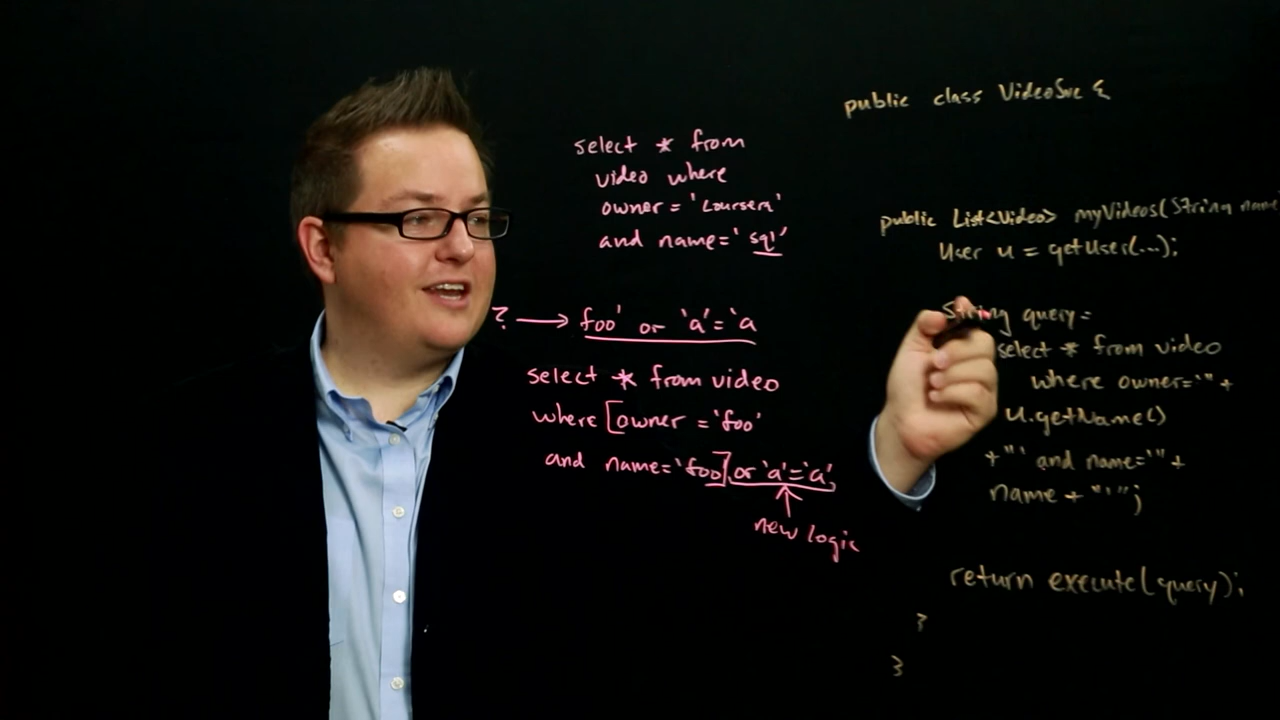 select * from
video where
owner = 'coursera'
and name='sql'
? → foo' or 'a'='a
select * from video
where [owner = 'foo'
and name='foo'] or 'a'='a'
new logic
public class VideoSvc {
public List<Video> myVideos(String name
User u = getUser(...);
String query=
select * from video
where owner='"+
u.getName()
+"' and name='"+
name + "'";
return execute(query);
}
}